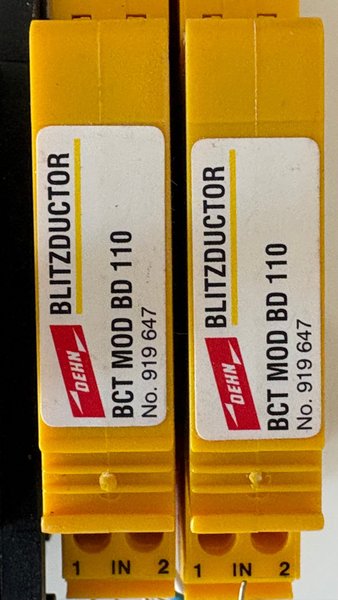 DEHN
BLITZDUCTOR
BCT MOD BD 110
No. 919 647
1 IN 2
DEHN
BLITZDUCTOR
BCT MOD BD 110
No. 919 647
1 IN 2